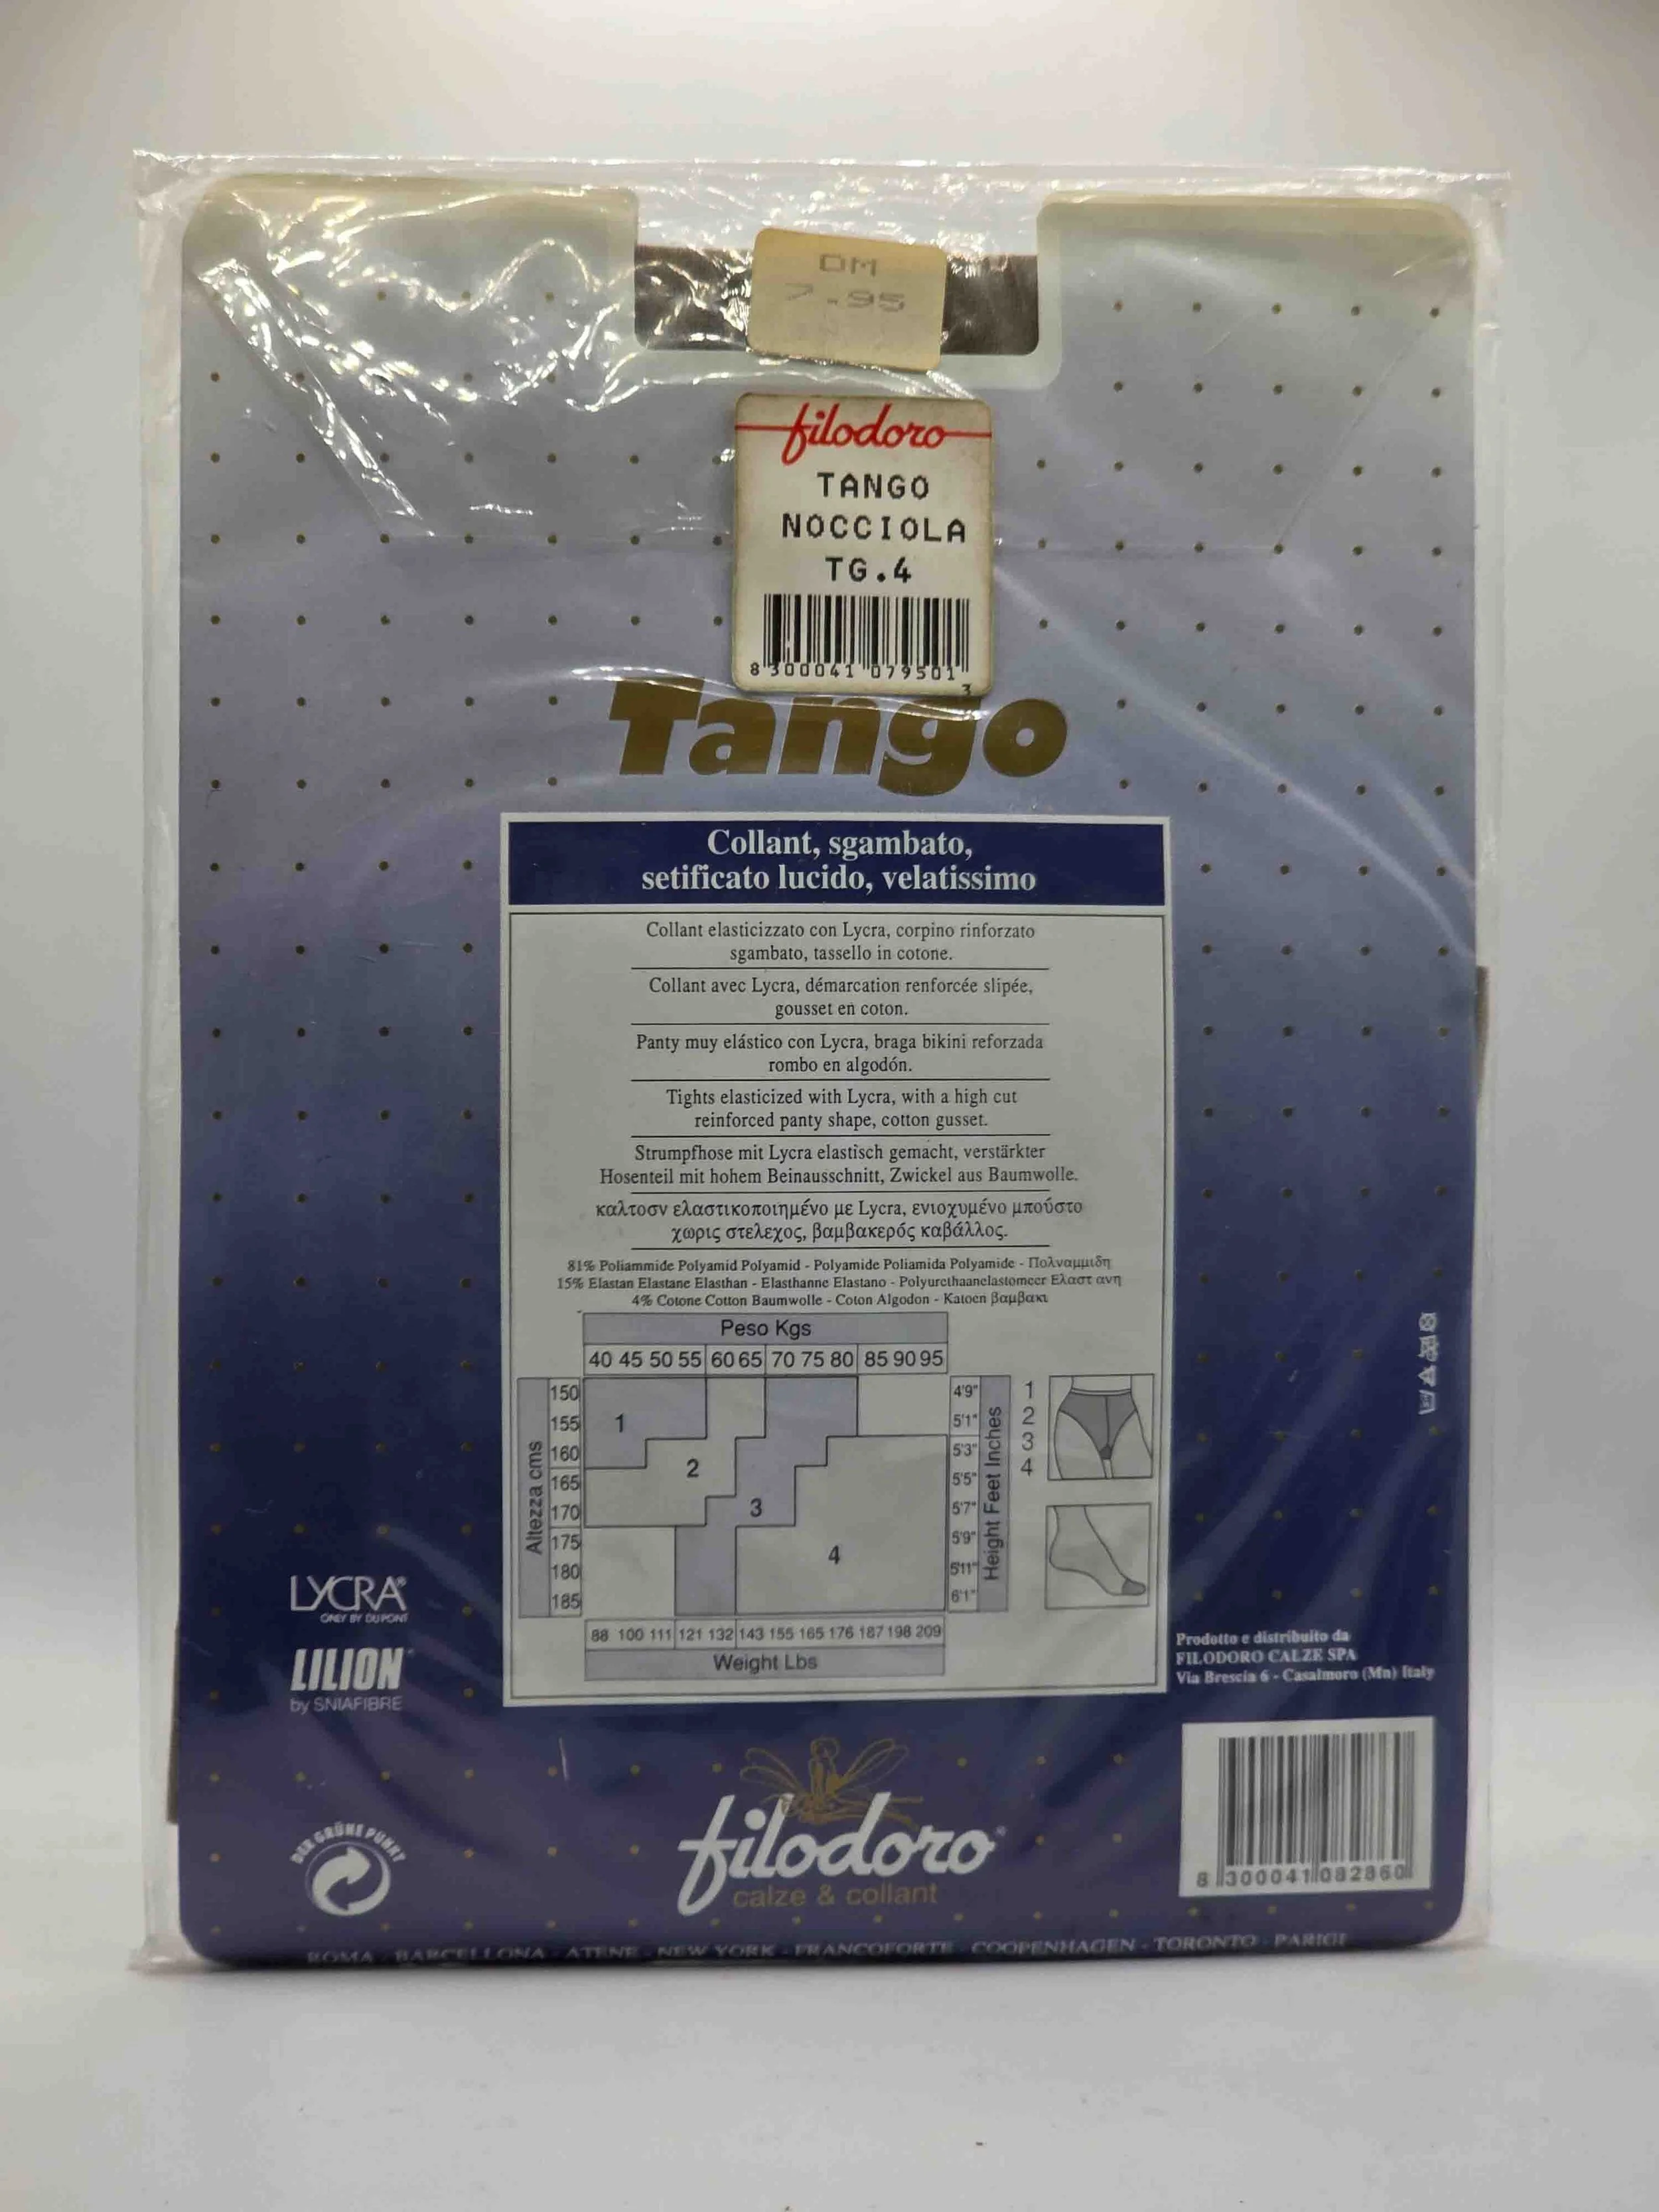 DM
7.95
filodoro
TANGO
NOCCIOLA
TG.4
8 300041 079501
3
Tango
Collant, sgambato,
setificato lucido, velatissimo
Collant elasticizzato con Lycra, corpino rinforzato
sgambato, tassello in cotone.
Collant avec Lycra, démarcation renforcée slipée,
gousset en coton.
Panty muy elástico con Lycra, braga bikini reforzada
rombo en algodón.
Tights elasticized with Lycra, with a high cut
reinforced panty shape, cotton gusset.
Strumpfhose mit Lycra elastisch gemacht, verstärkter
Hosenteil mit hohem Beinausschnitt, Zwickel aus Baumwolle.
καλτοσν ελαστικοποιημένο με Lycra, ενιοχυμένο μπούστο
χωρις στελεχος, βαμβακερός καβάλλος.
81% Poliammide Polyamid Polyamid - Polyamide Poliamida Polyamide - Πολναμμιδη
15% Elastan Elastane Elasthan - Elasthanne Elastano - Polyurethaanelastomeer Ελαστ ανη
4% Cotone Cotton Baumwolle - Coton Algodon - Katoen βαμβακι
Peso Kgs
40 45 50 55 60 65 70 75 80 85 90 95
Altezza cms
150
155
160
165
170
175
180
185
1
2
3
4
4'9"
5'1"
5'3"
5'5"
5'7"
5'9"
5'11"
6'1"
Height Feet Inches
1
2
3
4
88 100 111 121 132 143 155 165 176 187 198 209
Weight Lbs
LYCRA®
ONLY BY DU PONT
LILION
by SNIAFIBRE
Prodotto e distribuito da
FILODORO CALZE SPA
Via Brescia 6 - Casalmoro (Mn) Italy
DER GRÜNE PUNKT
filodoro®
calze & collant
8 300041 082860
ROMA - BARCELLONA - ATENE - NEW YORK - FRANCOFORTE - COOPENHAGEN - TORONTO - PARIGI